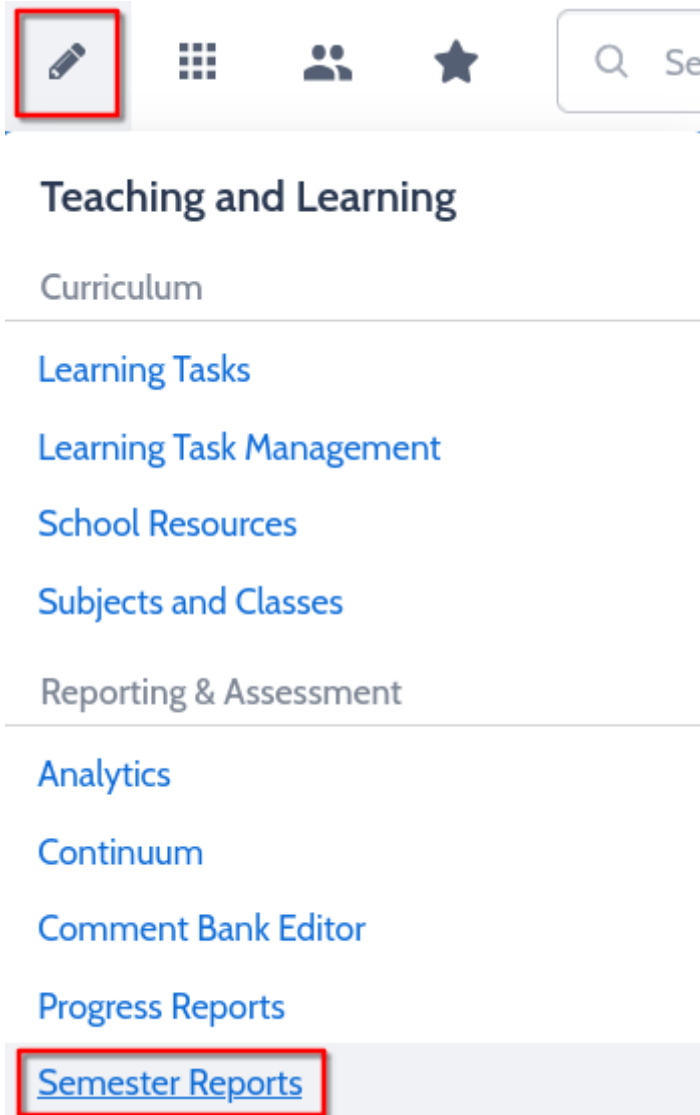 Se
Teaching and Learning
Curriculum
Learning Tasks
Learning Task Management
School Resources
Subjects and Classes
Reporting & Assessment
Analytics
Continuum
Comment Bank Editor
Progress Reports
Semester Reports